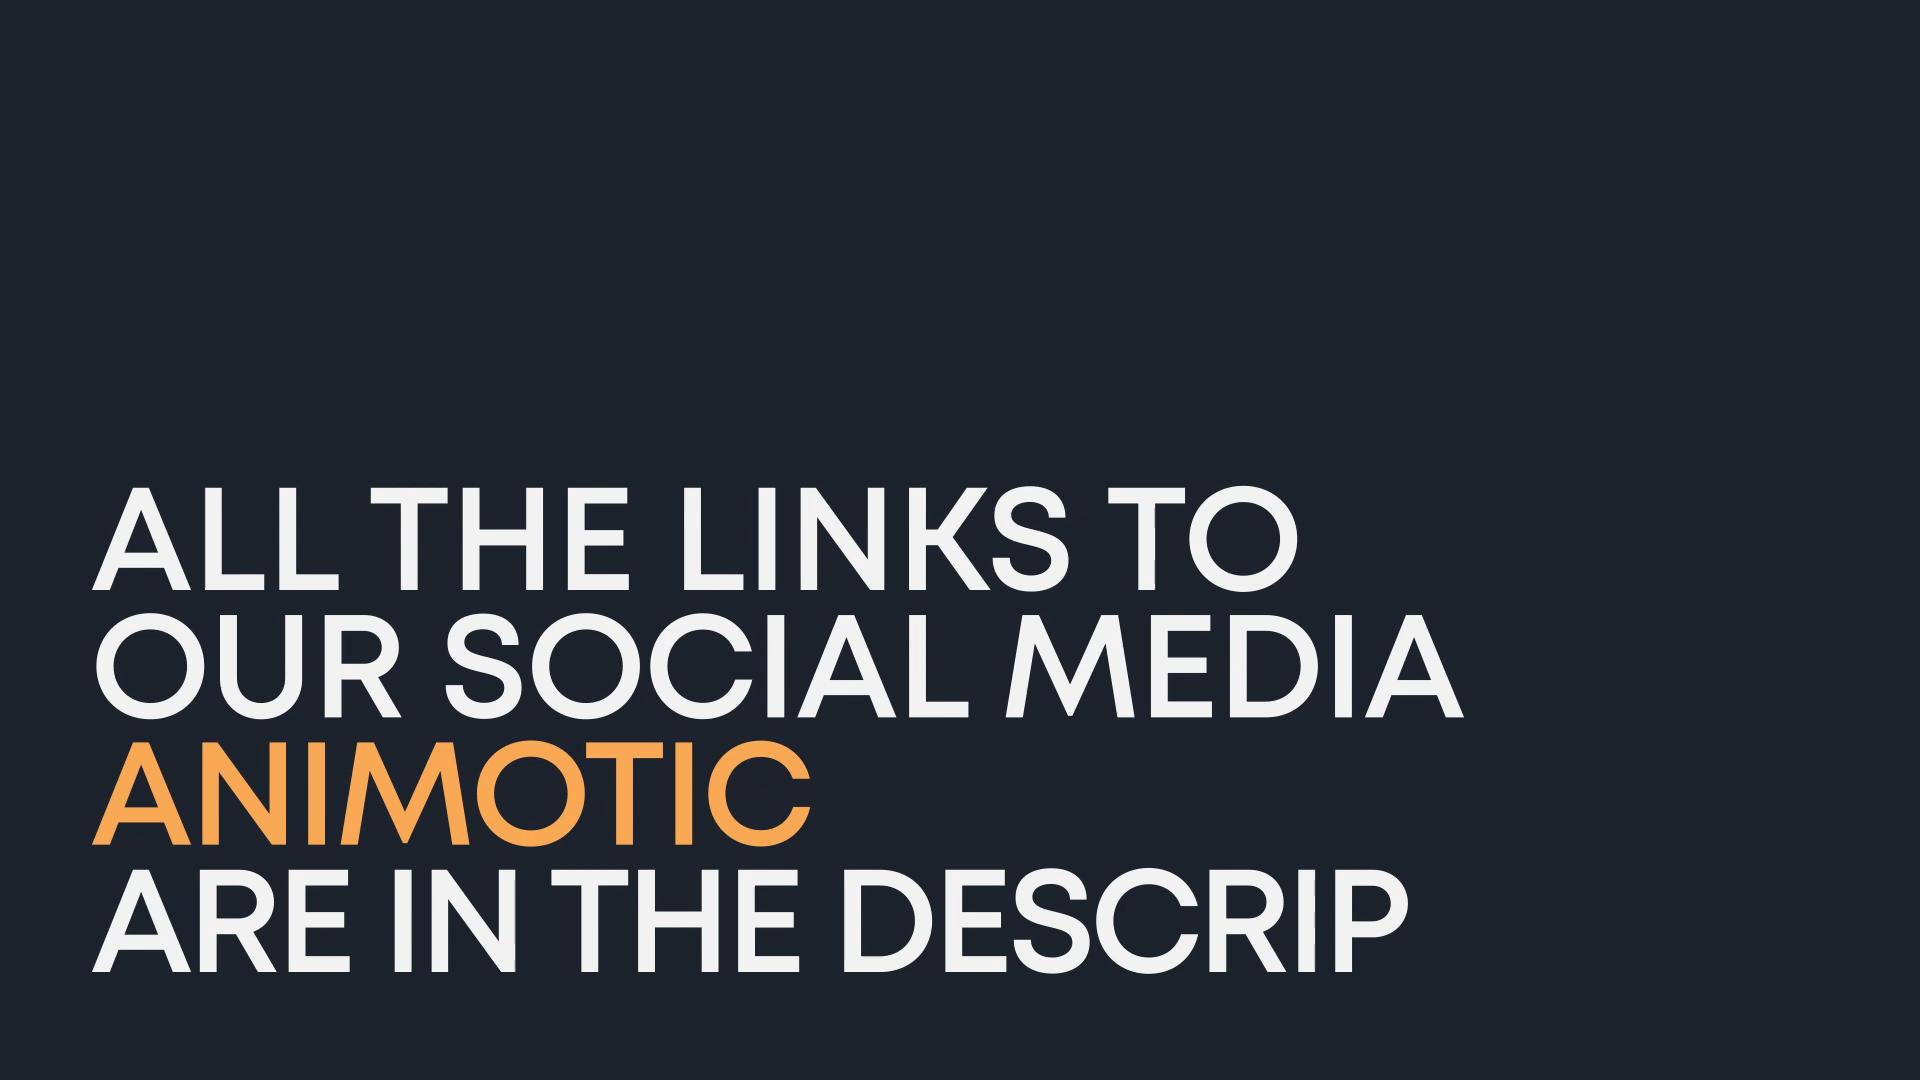 ALL THE LINKS TO
OUR SOCIAL MEDIA
ANIMOTIC
ARE IN THE DESCRIP